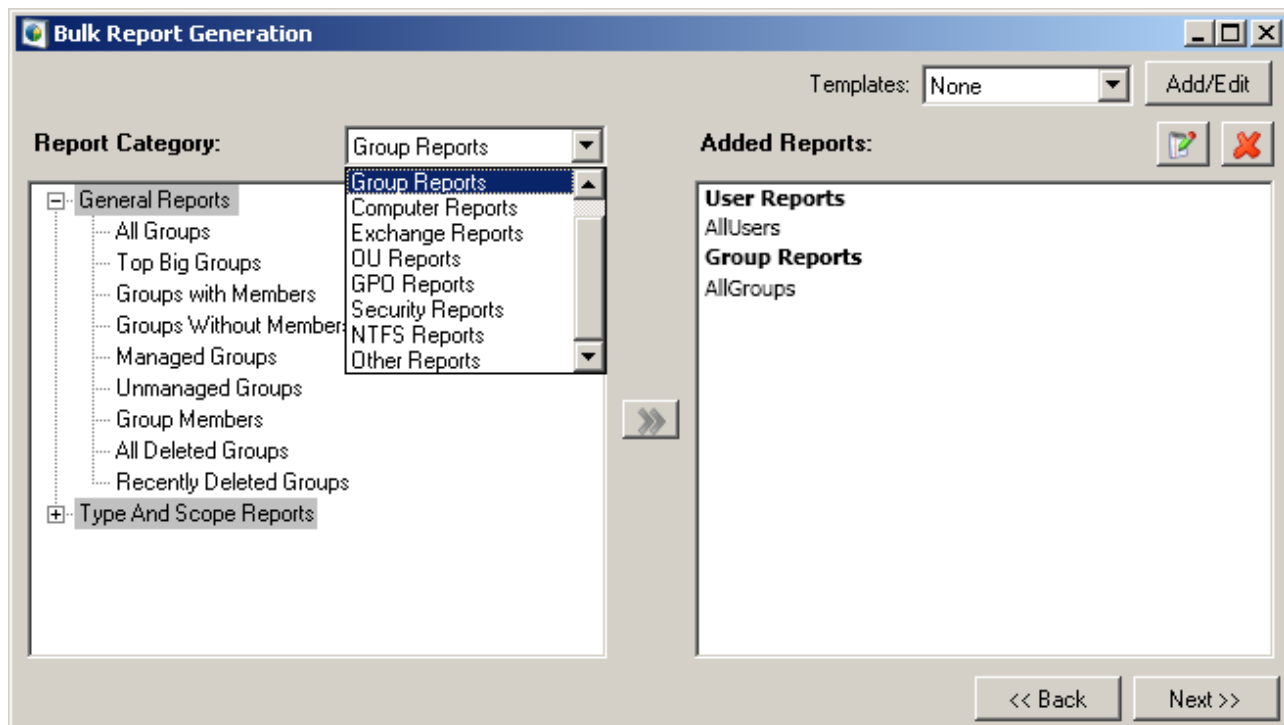 Bulk Report Generation
Templates: None Add/Edit
Report Category: Group Reports
Group Reports
Computer Reports
Exchange Reports
OU Reports
GPO Reports
Security Reports
NTFS Reports
Other Reports
General Reports
All Groups
Top Big Groups
Groups with Members
Groups Without Members
Managed Groups
Unmanaged Groups
Group Members
All Deleted Groups
Recently Deleted Groups
Type And Scope Reports
Added Reports:
User Reports
AllUsers
Group Reports
AllGroups
<< Back Next >>